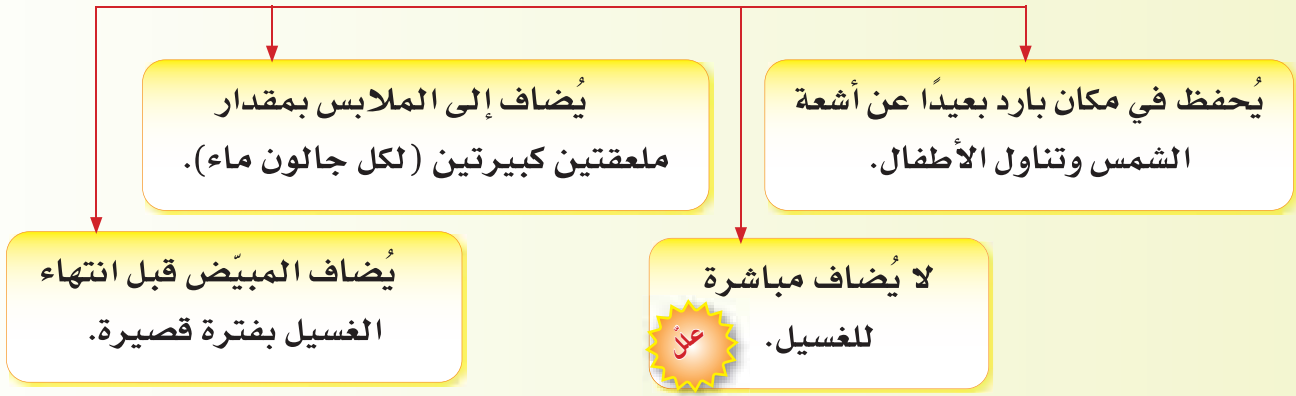 يُحفظ في مكان بارد بعيدًا عن أشعة
الشمس وتناول الأطفال.
يُضاف إلى الملابس بمقدار
ملعقتين كبيرتين (لكل جالون ماء).
لا يُضاف مباشرة
للغسيل.
علّل
يُضاف المبيّض قبل انتهاء
الغسيل بفترة قصيرة.